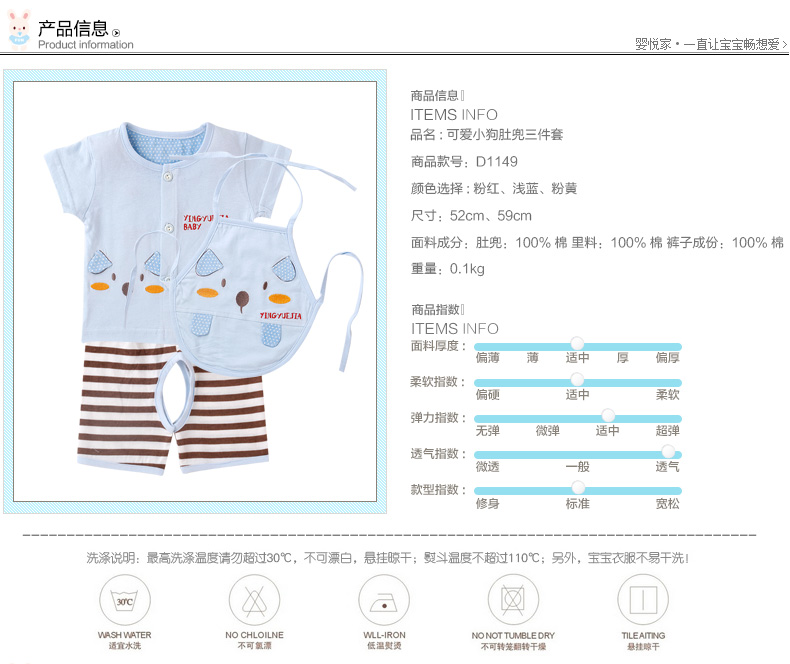 产品信息
Product information
婴悦家·一直让宝宝畅想爱>
商品信息
ITEMS INFO
品名：可爱小狗肚兜三件套
商品款号：D1149
颜色选择：粉红、浅蓝、粉黄
尺寸：52cm、59cm
面料成分：肚兜：100% 棉 里料：100% 棉 裤子成份：100% 棉
重量：0.1kg
YINGYUEJIA
BABY
YINGYUEJIA
商品指数
ITEMS INFO
面料厚度：
偏薄 薄 适中 厚 偏厚
柔软指数：
偏硬 适中 柔软
弹力指数：
无弹 微弹 适中 超弹
透气指数：
微透 一般 透气
款型指数：
修身 标准 宽松
洗涤说明：最高洗涤温度请勿超过30℃，不可漂白，悬挂晾干；熨斗温度不超过110℃；另外，宝宝衣服不易干洗！
30℃
WASH WATER NO CHLOILNE WLL-IRON NO NOT TUMBLE DRY TILEAITING
适宜水洗 不可氯漂 低温熨烫 不可转笼翻转干燥 悬挂晾干